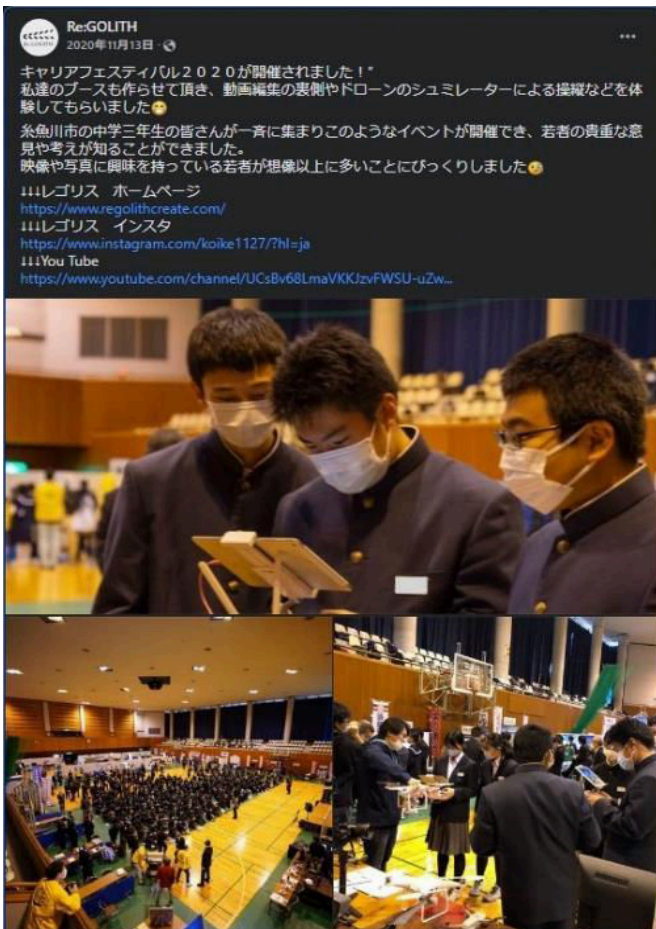 Re:GOLITH
2020年11月13日
キャリアフェスティバル２０２０が開催されました！"
私達のブースも作らせて頂き、動画編集の裏側やドローンのシュミレーターによる操縦などを体
験してもらいました
糸魚川市の中学三年生の皆さんが一斉に集まりこのようなイベントが開催でき、若者の貴重な意
見や考えが知ることができました。
映像や写真に興味を持っている若者が想像以上に多いことにびっくりしました
↓↓↓レゴリス　ホームページ
https://www.regolithcreate.com/
↓↓↓レゴリス　インスタ
https://www.instagram.com/koike1127/?hl=ja
↓↓↓You Tube
https://www.youtube.com/channel/UCsBv68LmaVKKJzvFWSU-uZw...